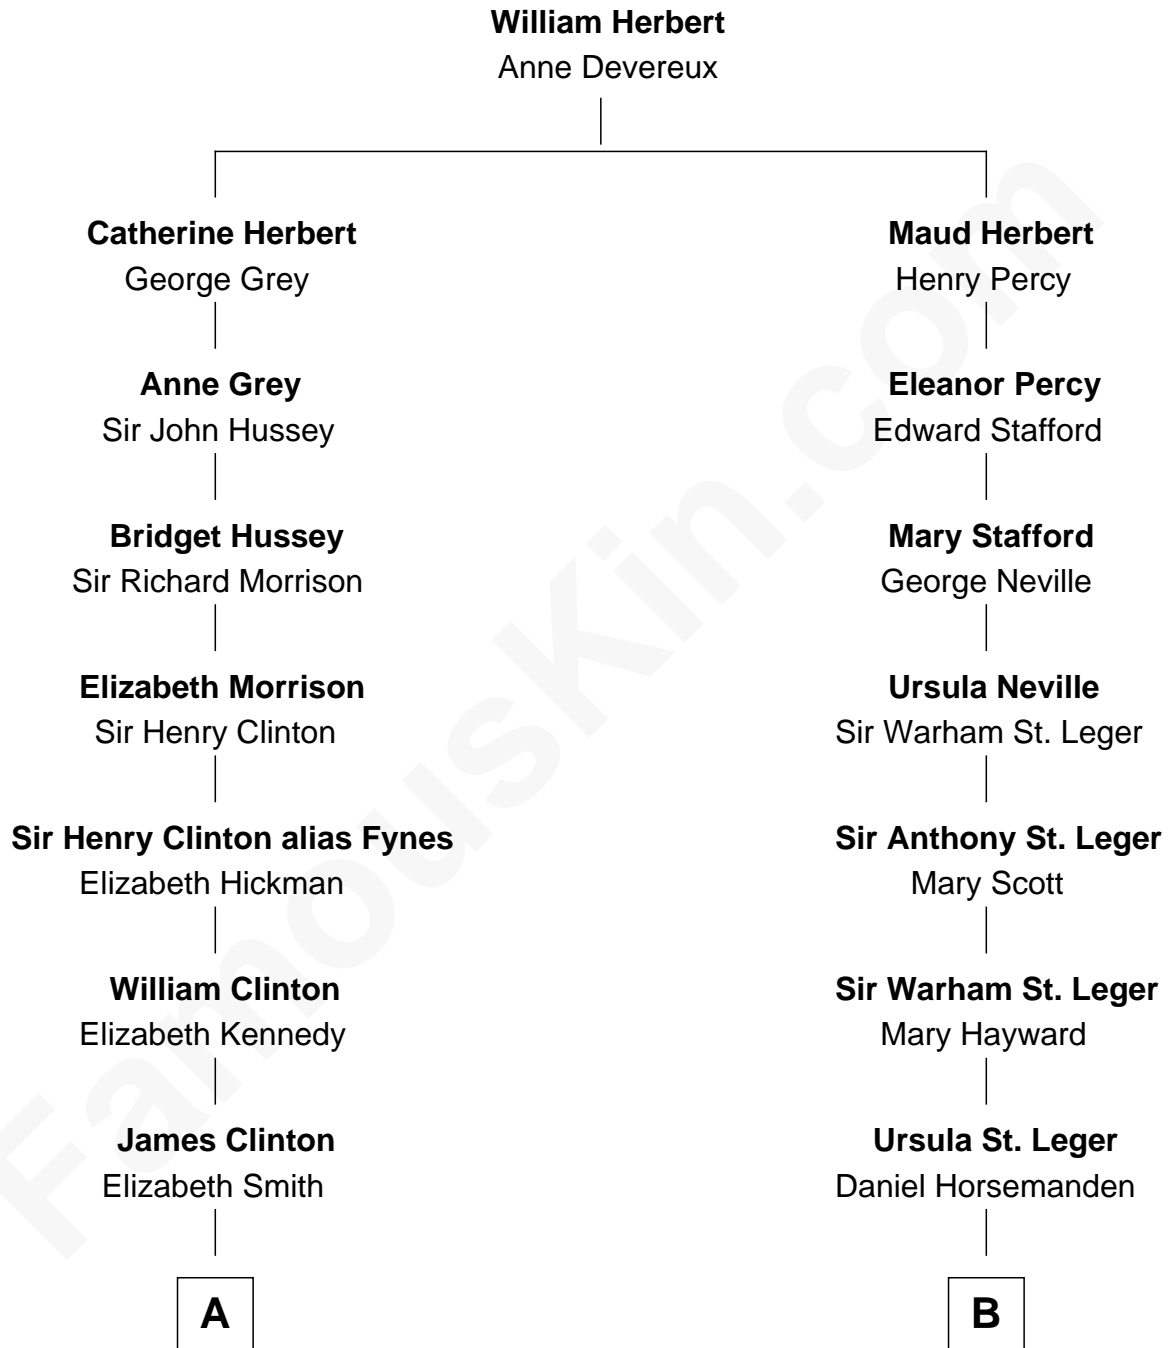 William Herbert
Anne Devereux
Catherine Herbert
George Grey
Maud Herbert
Henry Percy
Anne Grey
Sir John Hussey
Eleanor Percy
Edward Stafford
Bridget Hussey
Sir Richard Morrison
Mary Stafford
George Neville
Elizabeth Morrison
Sir Henry Clinton
Ursula Neville
Sir Warham St. Leger
Sir Henry Clinton alias Fynes
Elizabeth Hickman
Sir Anthony St. Leger
Mary Scott
William Clinton
Elizabeth Kennedy
Sir Warham St. Leger
Mary Hayward
James Clinton
Elizabeth Smith
Ursula St. Leger
Daniel Horsemanden
A
B
FamousKin.com